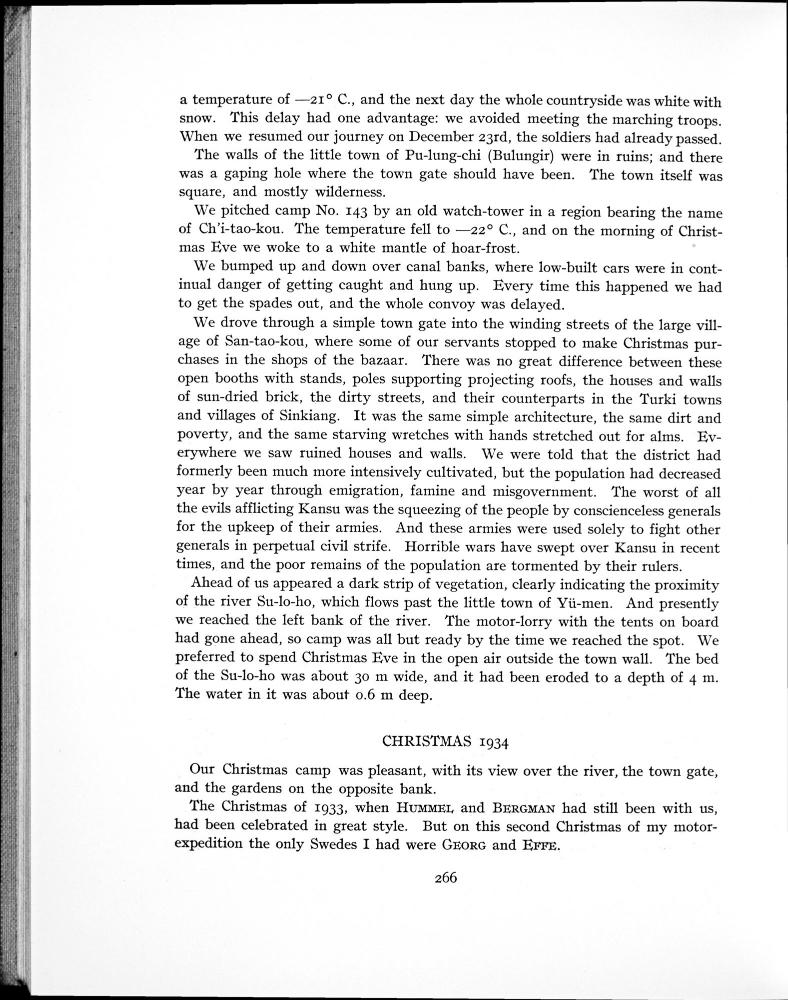 a temperature of —21° C., and the next day the whole countryside was white with
snow. This delay had one advantage: we avoided meeting the marching troops.
When we resumed our journey on December 23rd, the soldiers had already passed.
The walls of the little town of Pu-lung-chi (Bulungir) were in ruins; and there
was a gaping hole where the town gate should have been. The town itself was
square, and mostly wilderness.
We pitched camp No. 143 by an old watch-tower in a region bearing the name
of Ch'i-tao-kou. The temperature fell to —22° C., and on the morning of Christ-
mas Eve we woke to a white mantle of hoar-frost.
We bumped up and down over canal banks, where low-built cars were in cont-
inual danger of getting caught and hung up. Every time this happened we had
to get the spades out, and the whole convoy was delayed.
We drove through a simple town gate into the winding streets of the large vill-
age of San-tao-kou, where some of our servants stopped to make Christmas pur-
chases in the shops of the bazaar. There was no great difference between these
open booths with stands, poles supporting projecting roofs, the houses and walls
of sun-dried brick, the dirty streets, and their counterparts in the Turki towns
and villages of Sinkiang. It was the same simple architecture, the same dirt and
poverty, and the same starving wretches with hands stretched out for alms. Ev-
erywhere we saw ruined houses and walls. We were told that the district had
formerly been much more intensively cultivated, but the population had decreased
year by year through emigration, famine and misgovernment. The worst of all
the evils afflicting Kansu was the squeezing of the people by conscienceless generals
for the upkeep of their armies. And these armies were used solely to fight other
generals in perpetual civil strife. Horrible wars have swept over Kansu in recent
times, and the poor remains of the population are tormented by their rulers.
Ahead of us appeared a dark strip of vegetation, clearly indicating the proximity
of the river Su-lo-ho, which flows past the little town of Yü-men. And presently
we reached the left bank of the river. The motor-lorry with the tents on board
had gone ahead, so camp was all but ready by the time we reached the spot. We
preferred to spend Christmas Eve in the open air outside the town wall. The bed
of the Su-lo-ho was about 30 m wide, and it had been eroded to a depth of 4 m.
The water in it was about 0.6 m deep.
CHRISTMAS 1934
Our Christmas camp was pleasant, with its view over the river, the town gate,
and the gardens on the opposite bank.
The Christmas of 1933, when HUMMEL and BERGMAN had still been with us,
had been celebrated in great style. But on this second Christmas of my motor-
expedition the only Swedes I had were GEORG and EFFE.
266